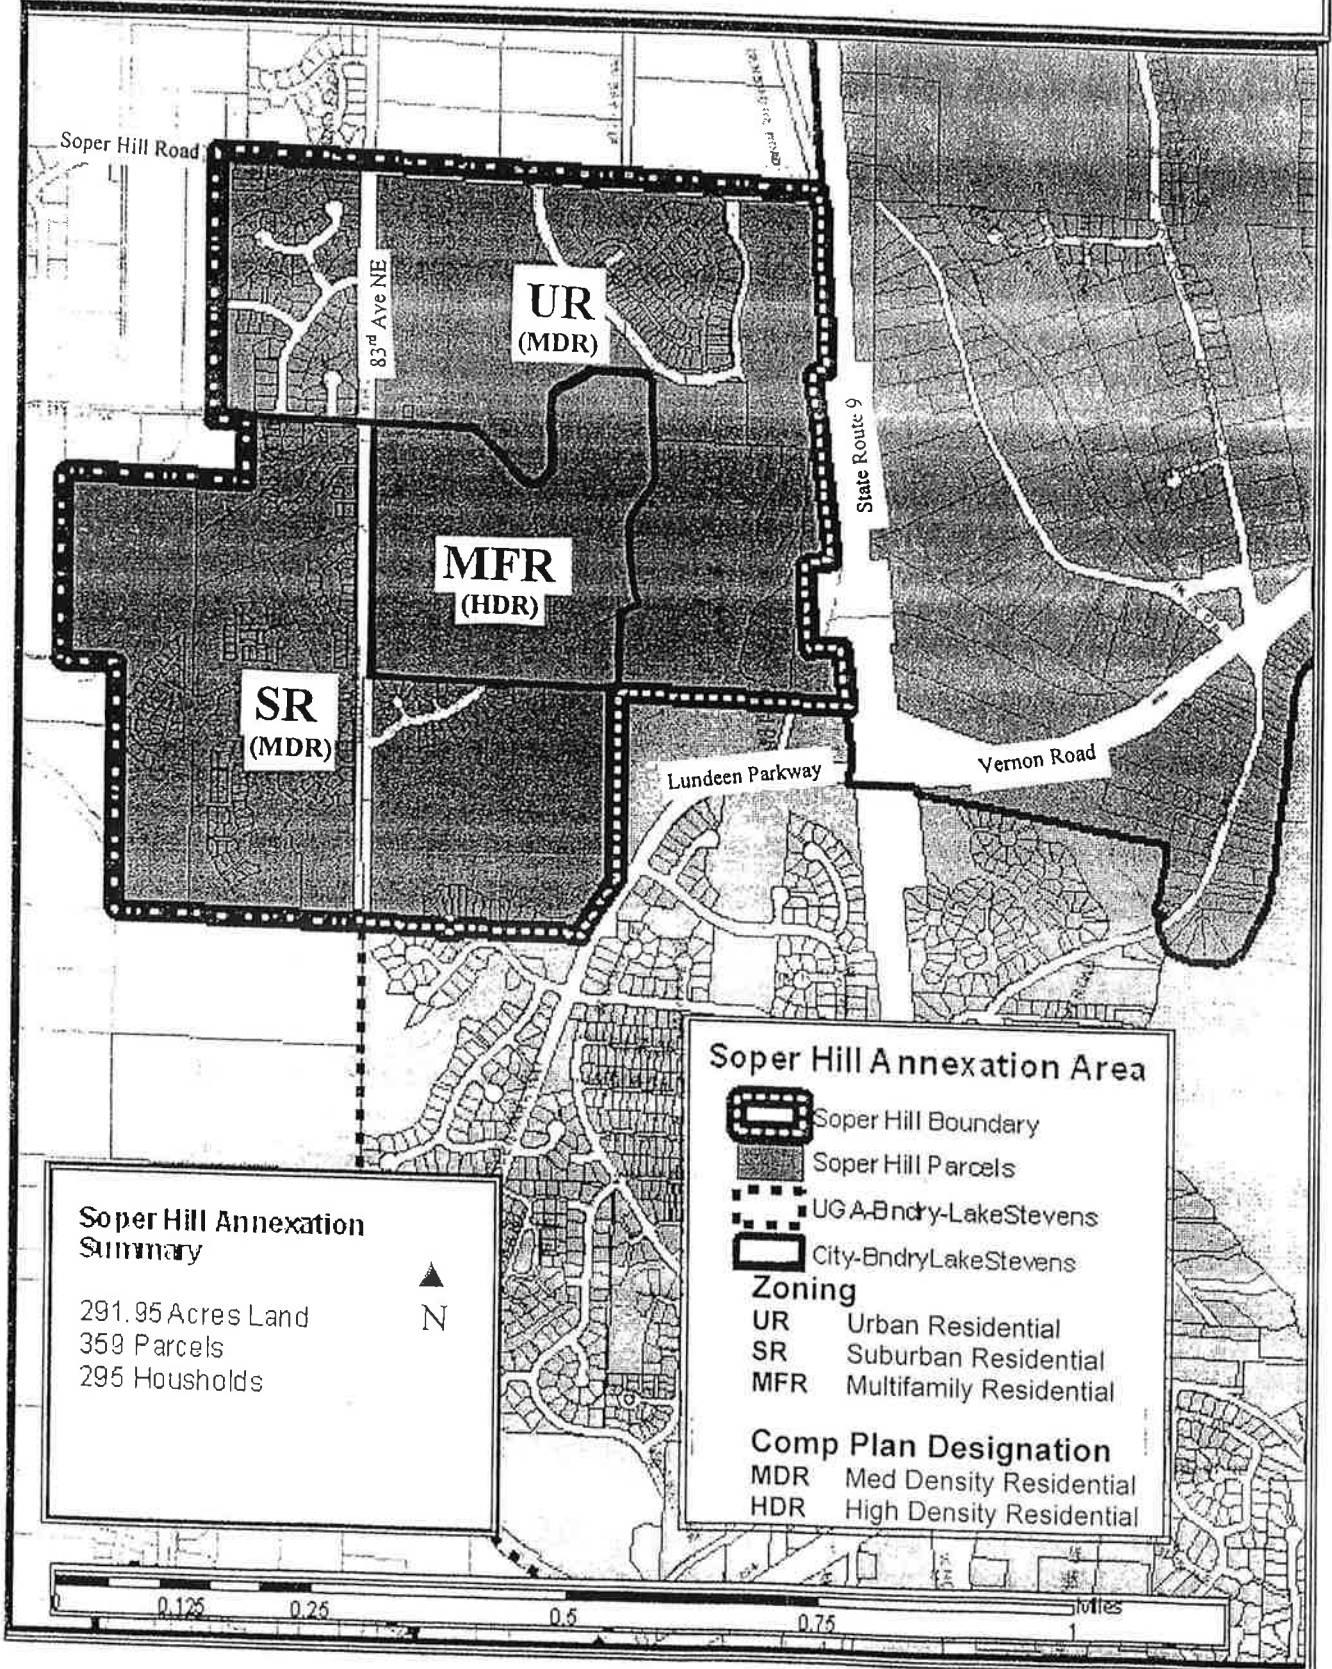 Soper Hill Road
83rd Ave NE
UR
(MDR)
State Route 9
MFR
(HDR)
SR
(MDR)
Lundeen Parkway
Vernon Road
Soper Hill Annexation Area
Soper Hill Boundary
Soper Hill Parcels
UGA-Bndry-LakeStevens
City-BndryLakeStevens
Zoning
UR Urban Residential
SR Suburban Residential
MFR Multifamily Residential
Comp Plan Designation
MDR Med Density Residential
HDR High Density Residential
Soper Hill Annexation
Summary
291.95 Acres Land
359 Parcels
295 Housholds
N
0 0.125 0.25 0.5 0.75 1 Miles